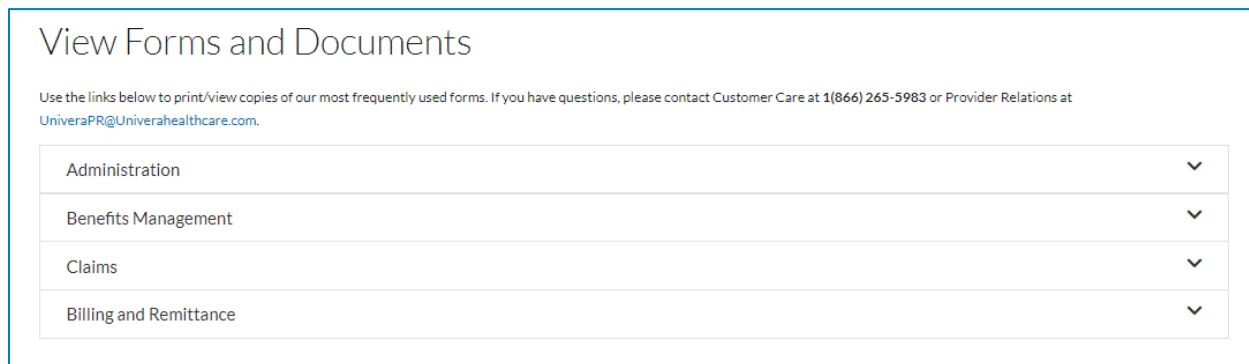 View Forms and Documents
Use the links below to print/view copies of our most frequently used forms. If you have questions, please contact Customer Care at 1(866) 265-5983 or Provider Relations at
UniveraPR@Univerahealthcare.com.
Administration
Benefits Management
Claims
Billing and Remittance